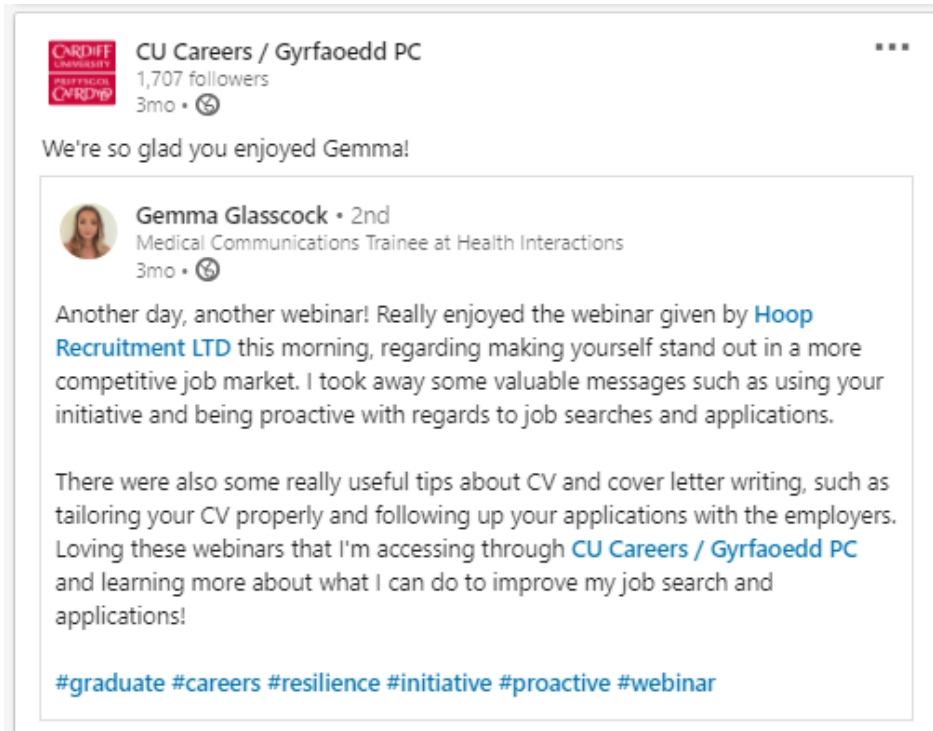 CARDIFF
UNIVERSITY
PRIFYSGOL
CAERDYDD
CU Careers / Gyrfaoedd PC
1,707 followers
3mo •
We're so glad you enjoyed Gemma!
Gemma Glasscock • 2nd
Medical Communications Trainee at Health Interactions
3mo •
Another day, another webinar! Really enjoyed the webinar given by Hoop
Recruitment LTD this morning, regarding making yourself stand out in a more
competitive job market. I took away some valuable messages such as using your
initiative and being proactive with regards to job searches and applications.
There were also some really useful tips about CV and cover letter writing, such as
tailoring your CV properly and following up your applications with the employers.
Loving these webinars that I'm accessing through CU Careers / Gyrfaoedd PC
and learning more about what I can do to improve my job search and
applications!
#graduate #careers #resilience #initiative #proactive #webinar